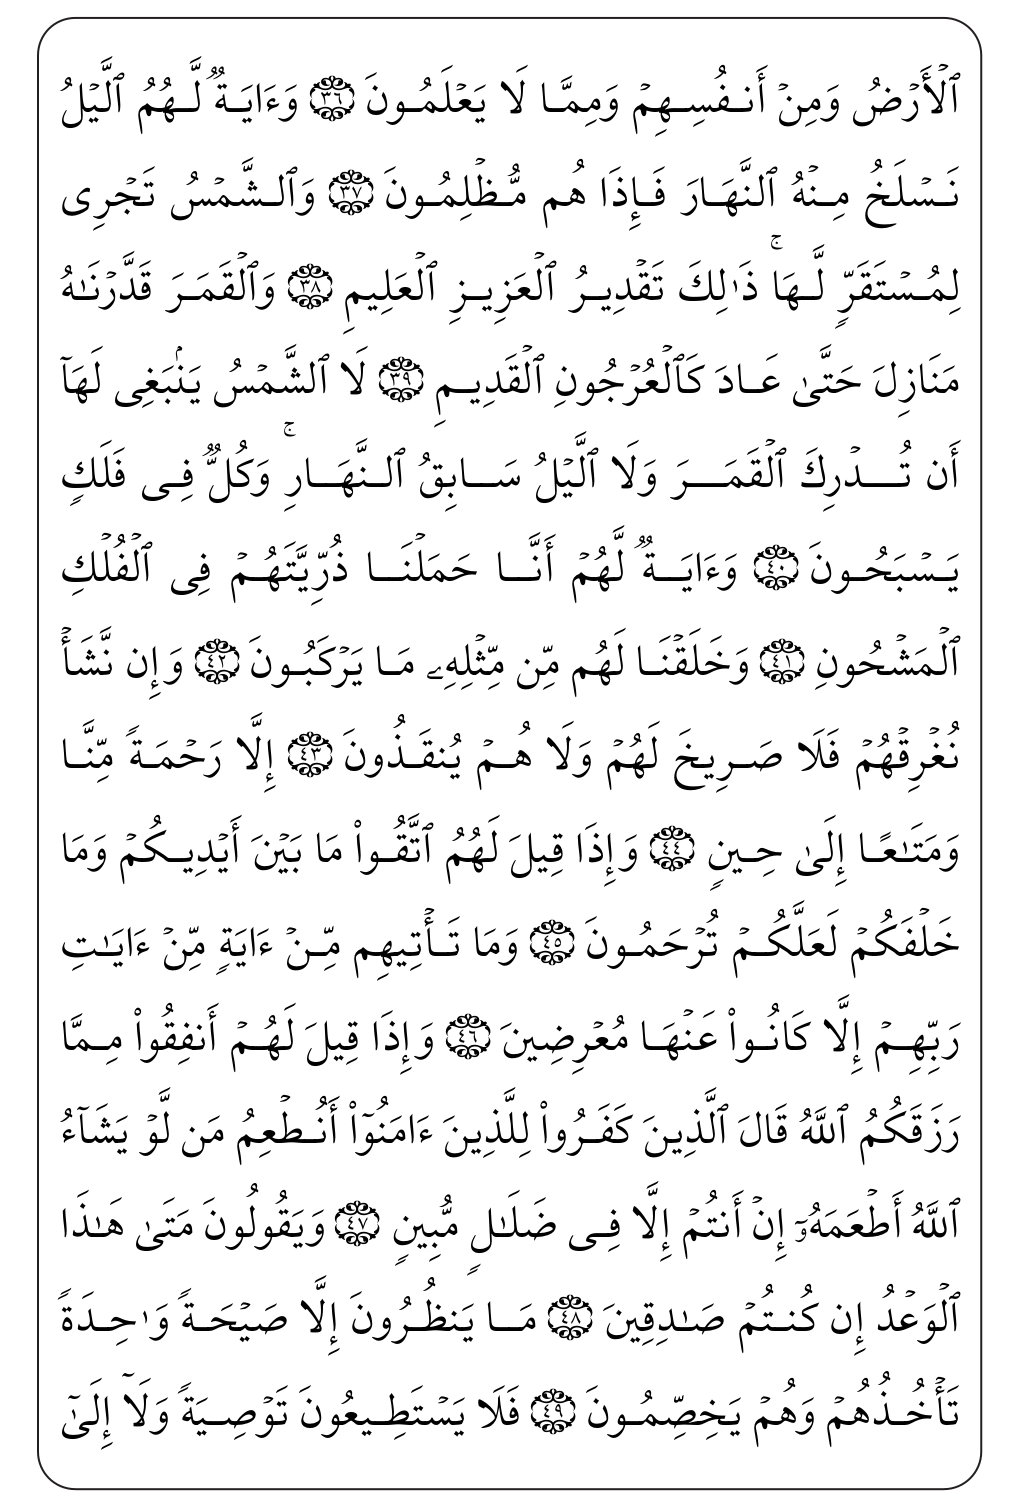 ٱلۡأَرۡضُ وَمِنۡ أَنفُسِهِمۡ وَمِمَّا لَا يَعۡلَمُونَ ٣٦ وَءَايَةٞ لَّهُمُ ٱلَّيۡلُ
نَسۡلَخُ مِنۡهُ ٱلنَّهَارَ فَإِذَا هُم مُّظۡلِمُونَ ٣٧ وَٱلشَّمۡسُ تَجۡرِي
لِمُسۡتَقَرّٖ لَّهَاۚ ذَٰلِكَ تَقۡدِيرُ ٱلۡعَزِيزِ ٱلۡعَلِيمِ ٣٨ وَٱلۡقَمَرَ قَدَّرۡنَٰهُ
مَنَازِلَ حَتَّىٰ عَادَ كَٱلۡعُرۡجُونِ ٱلۡقَدِيمِ ٣٩ لَا ٱلشَّمۡسُ يَنۢبَغِي لَهَآ
أَن تُدۡرِكَ ٱلۡقَمَرَ وَلَا ٱلَّيۡلُ سَابِقُ ٱلنَّهَارِۚ وَكُلّٞ فِي فَلَكٖ
يَسۡبَحُونَ ٤٠ وَءَايَةٞ لَّهُمۡ أَنَّا حَمَلۡنَا ذُرِّيَّتَهُمۡ فِي ٱلۡفُلۡكِ
ٱلۡمَشۡحُونِ ٤١ وَخَلَقۡنَا لَهُم مِّن مِّثۡلِهِۦ مَا يَرۡكَبُونَ ٤٢ وَإِن نَّشَأۡ
نُغۡرِقۡهُمۡ فَلَا صَرِيخَ لَهُمۡ وَلَا هُمۡ يُنقَذُونَ ٤٣ إِلَّا رَحۡمَةٗ مِّنَّا
وَمَتَٰعًا إِلَىٰ حِينٖ ٤٤ وَإِذَا قِيلَ لَهُمُ ٱتَّقُواْ مَا بَيۡنَ أَيۡدِيكُمۡ وَمَا
خَلۡفَكُمۡ لَعَلَّكُمۡ تُرۡحَمُونَ ٤٥ وَمَا تَأۡتِيهِم مِّنۡ ءَايَةٖ مِّنۡ ءَايَٰتِ
رَبِّهِمۡ إِلَّا كَانُواْ عَنۡهَا مُعۡرِضِينَ ٤٦ وَإِذَا قِيلَ لَهُمۡ أَنفِقُواْ مِمَّا
رَزَقَكُمُ ٱللَّهُ قَالَ ٱلَّذِينَ كَفَرُواْ لِلَّذِينَ ءَامَنُوٓاْ أَنُطۡعِمُ مَن لَّوۡ يَشَآءُ
ٱللَّهُ أَطۡعَمَهُۥٓ إِنۡ أَنتُمۡ إِلَّا فِي ضَلَٰلٖ مُّبِينٖ ٤٧ وَيَقُولُونَ مَتَىٰ هَٰذَا
ٱلۡوَعۡدُ إِن كُنتُمۡ صَٰدِقِينَ ٤٨ مَا يَنظُرُونَ إِلَّا صَيۡحَةٗ وَٰحِدَةٗ
تَأۡخُذُهُمۡ وَهُمۡ يَخِصِّمُونَ ٤٩ فَلَا يَسۡتَطِيعُونَ تَوۡصِيَةٗ وَلَآ إِلَىٰٓ